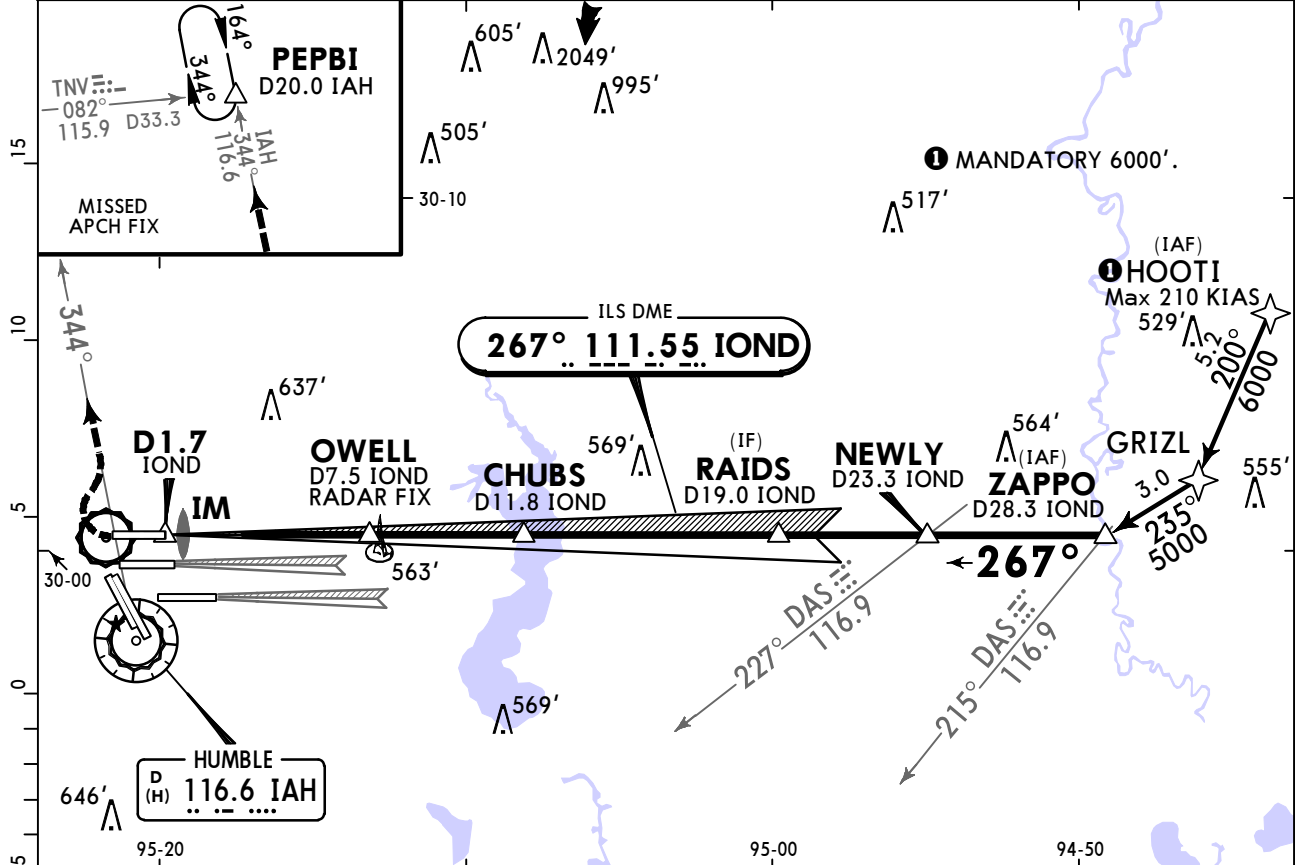 PEPBI
D20.0 IAH
164°
344°
TNV
082°
115.9
D33.3
IAH
344°
116.6
MISSED
APCH FIX
605'
2049'
995'
505'
30-10
❶ MANDATORY 6000'.
517'
(IAF)
❶ HOOTI
Max 210 KIAS
529'
5.2
200°
6000
15
10
5
0
5
344°
ILS DME
267° 111.55 IOND
637'
D1.7
IOND
IM
OWELL
D7.5 IOND
RADAR FIX
CHUBS
D11.8 IOND
569'
(IF)
RAIDS
D19.0 IOND
NEWLY
D23.3 IOND
564'
(IAF)
ZAPPO
D28.3 IOND
GRIZL
555'
3.0
235°
5000
267°
563'
30-00
227°
DAS
116.9
215°
DAS
116.9
569'
HUMBLE
D
(H)
116.6 IAH
646'
95-20
95-00
94-50